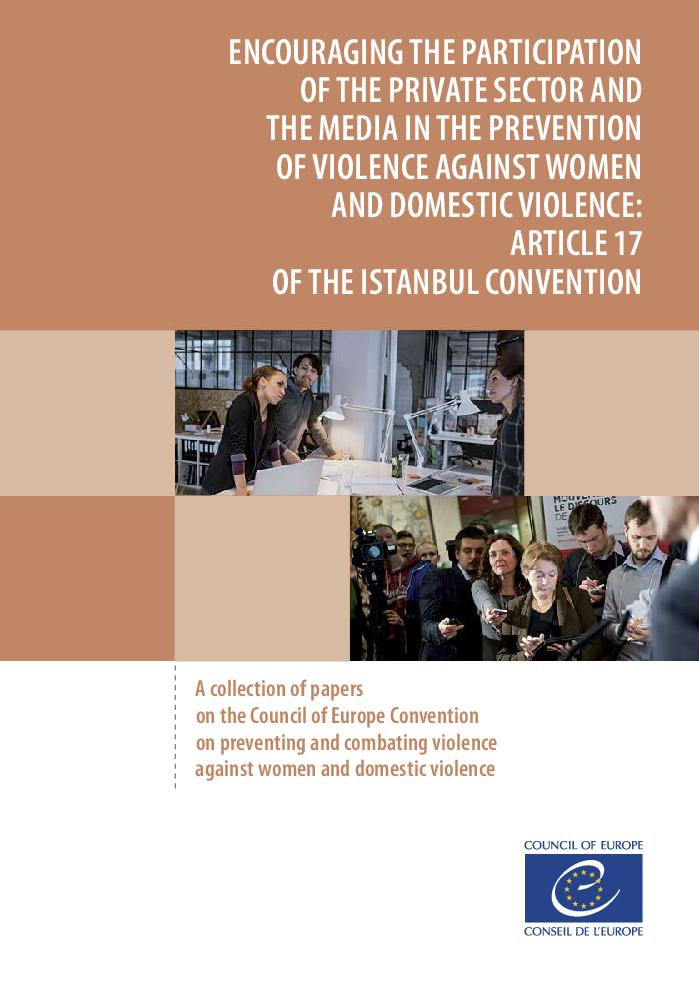 ENCOURAGING THE PARTICIPATION
OF THE PRIVATE SECTOR AND
THE MEDIA IN THE PREVENTION
OF VIOLENCE AGAINST WOMEN
AND DOMESTIC VIOLENCE:
ARTICLE 17
OF THE ISTANBUL CONVENTION
LE DISCOURS
A collection of papers
on the Council of Europe Convention
on preventing and combating violence
against women and domestic violence
COUNCIL OF EUROPE
CONSEIL DE L'EUROPE